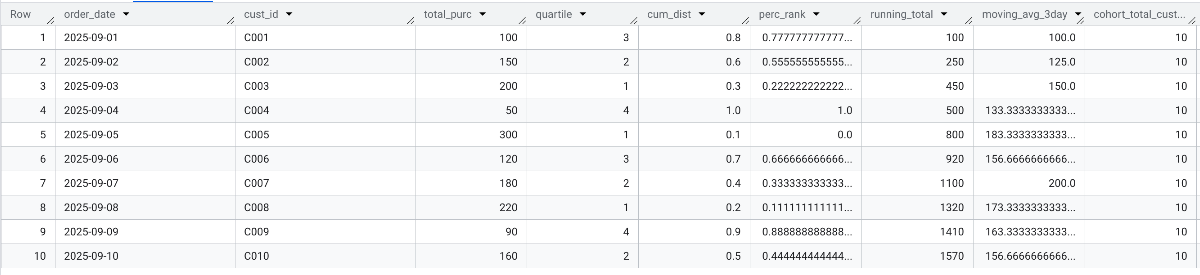 Row order_date cust_id total_purc quartile cum_dist perc_rank running_total moving_avg_3day cohort_total_cust...
1 2025-09-01 C001 100 3 0.8 0.777777777777... 100 100.0 10
2 2025-09-02 C002 150 2 0.6 0.555555555555... 250 125.0 10
3 2025-09-03 C003 200 1 0.3 0.222222222222... 450 150.0 10
4 2025-09-04 C004 50 4 1.0 1.0 500 133.3333333333... 10
5 2025-09-05 C005 300 1 0.1 0.0 800 183.3333333333... 10
6 2025-09-06 C006 120 3 0.7 0.666666666666... 920 156.6666666666... 10
7 2025-09-07 C007 180 2 0.4 0.333333333333... 1100 200.0 10
8 2025-09-08 C008 220 1 0.2 0.111111111111... 1320 173.3333333333... 10
9 2025-09-09 C009 90 4 0.9 0.888888888888... 1410 163.3333333333... 10
10 2025-09-10 C010 160 2 0.5 0.444444444444... 1570 156.6666666666... 10